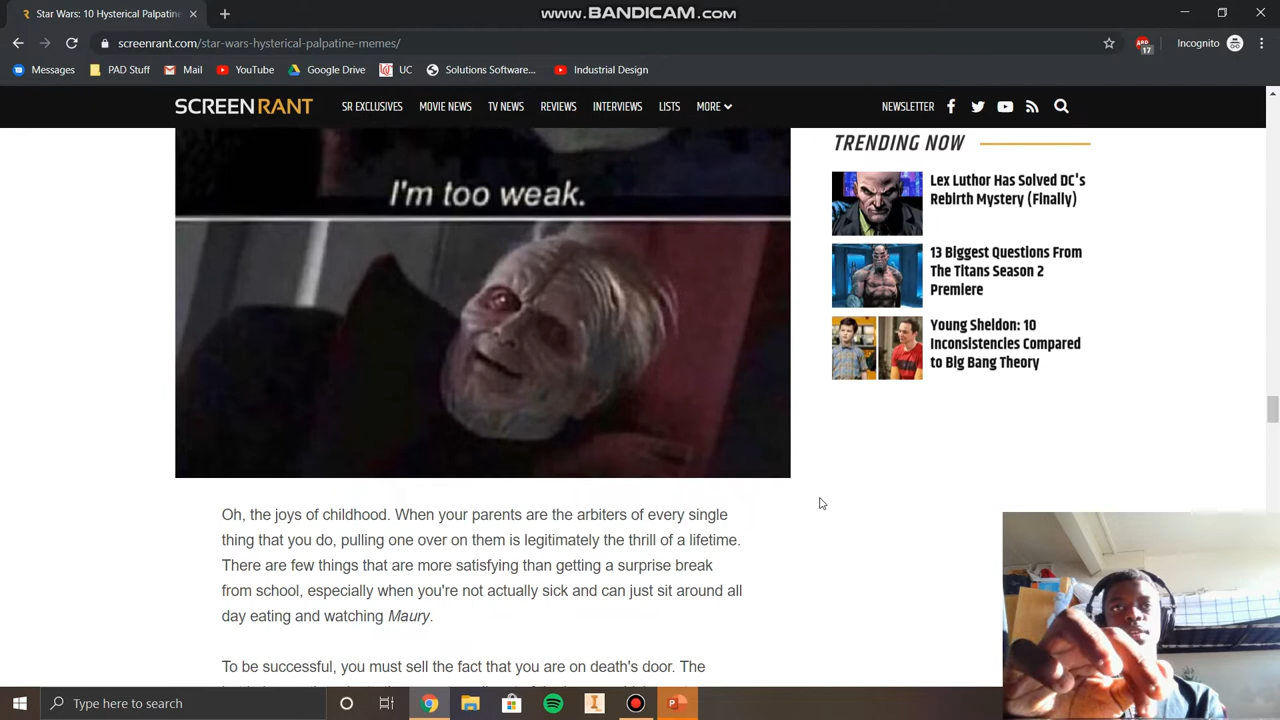 Star Wars: 10 Hysterical Palpatine
www.BANDICAM.com
screenrant.com/star-wars-hysterical-palpatine-memes/
17
Incognito
Messages
PAD Stuff
Mail
YouTube
Google Drive
UC
Solutions Software...
Industrial Design
SCREENRANT
SR EXCLUSIVES
MOVIE NEWS
TV NEWS
REVIEWS
INTERVIEWS
LISTS
MORE
NEWSLETTER
I'm too weak.
TRENDING NOW
Lex Luthor Has Solved DC's
Rebirth Mystery (Finally)
13 Biggest Questions From
The Titans Season 2
Premiere
Young Sheldon: 10
Inconsistencies Compared
to Big Bang Theory
Oh, the joys of childhood. When your parents are the arbiters of every single
thing that you do, pulling one over on them is legitimately the thrill of a lifetime.
There are few things that are more satisfying than getting a surprise break
from school, especially when you're not actually sick and can just sit around all
day eating and watching Maury.
To be successful, you must sell the fact that you are on death's door. The
Type here to search